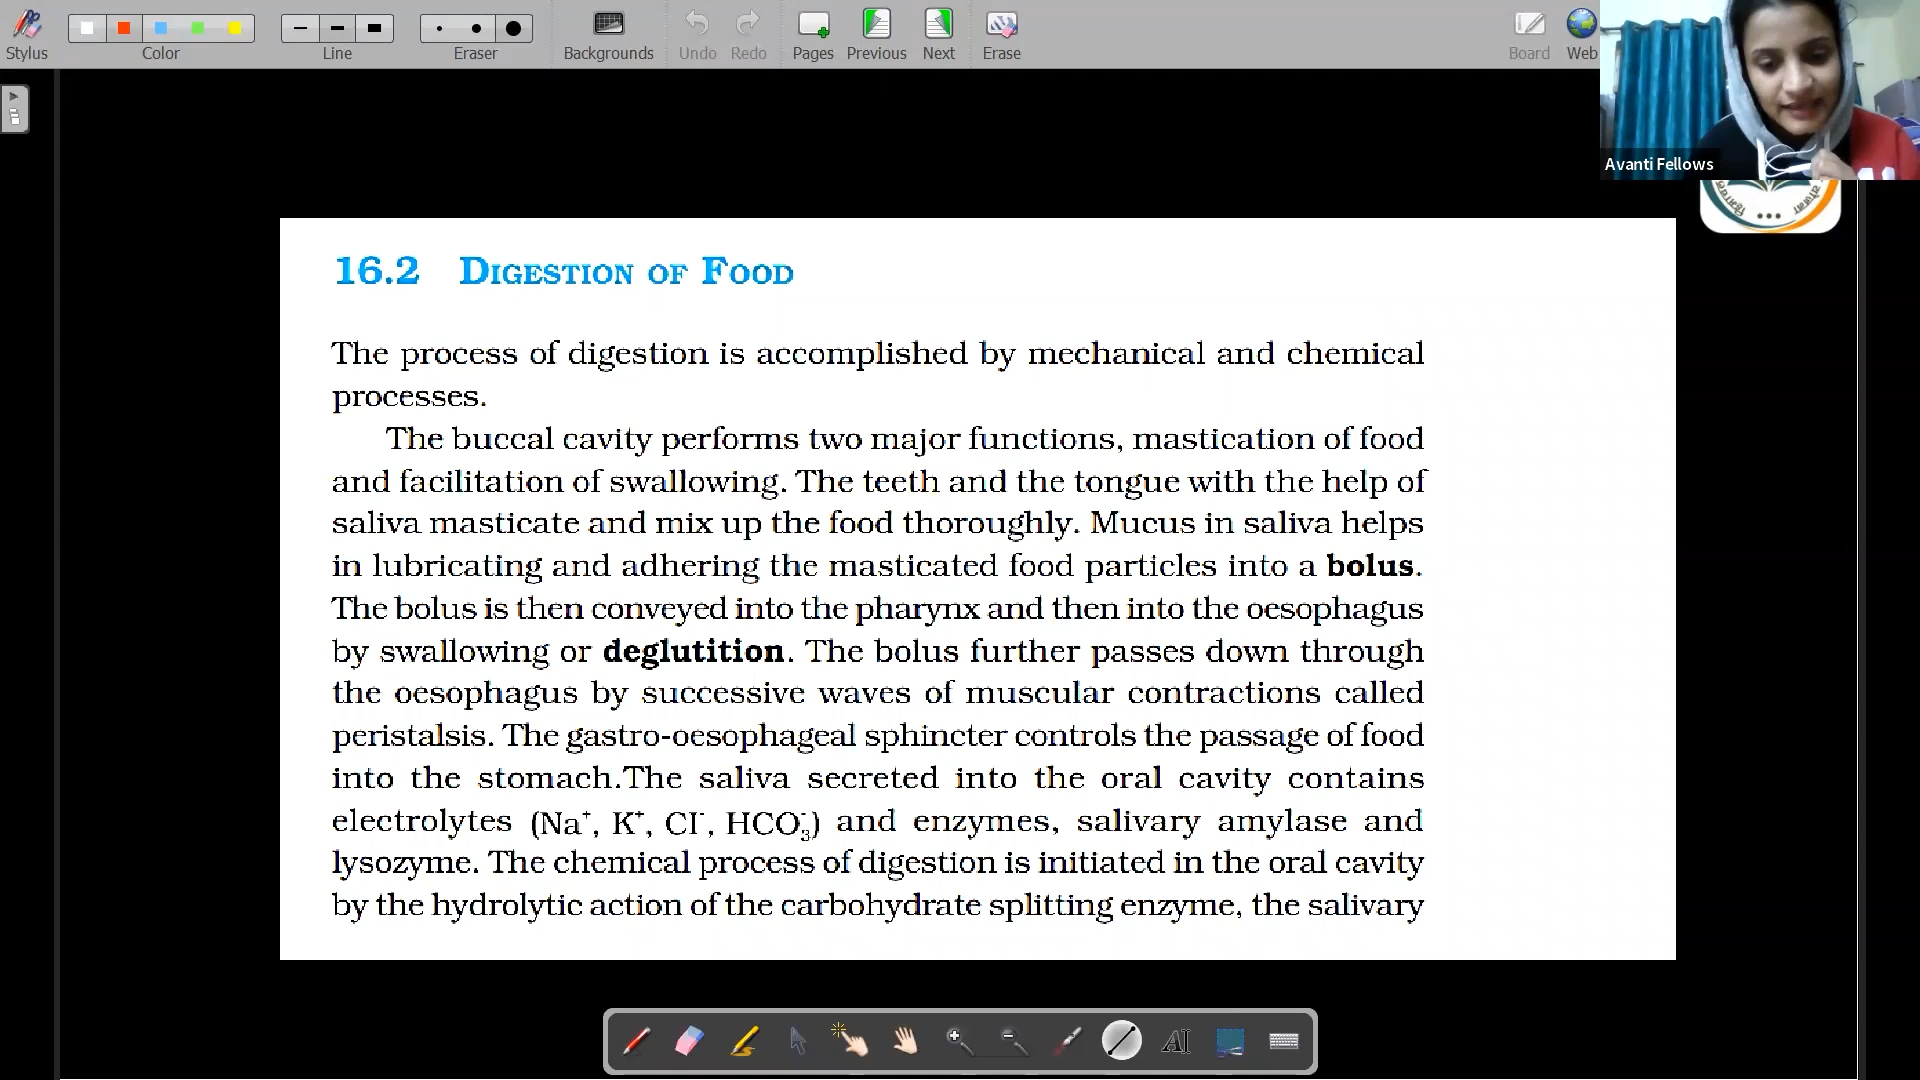 Stylus
Color
Line
Eraser
Backgrounds
Undo
Redo
Pages
Previous
Next
Erase
Board
Web
Avanti Fellows
16.2 DIGESTION OF FOOD
The process of digestion is accomplished by mechanical and chemical
processes.
The buccal cavity performs two major functions, mastication of food
and facilitation of swallowing. The teeth and the tongue with the help of
saliva masticate and mix up the food thoroughly. Mucus in saliva helps
in lubricating and adhering the masticated food particles into a bolus.
The bolus is then conveyed into the pharynx and then into the oesophagus
by swallowing or deglutition. The bolus further passes down through
the oesophagus by successive waves of muscular contractions called
peristalsis. The gastro-oesophageal sphincter controls the passage of food
into the stomach.The saliva secreted into the oral cavity contains
electrolytes (Na⁺, K⁺, Cl⁻, HCO₃⁻) and enzymes, salivary amylase and
lysozyme. The chemical process of digestion is initiated in the oral cavity
by the hydrolytic action of the carbohydrate splitting enzyme, the salivary
AI